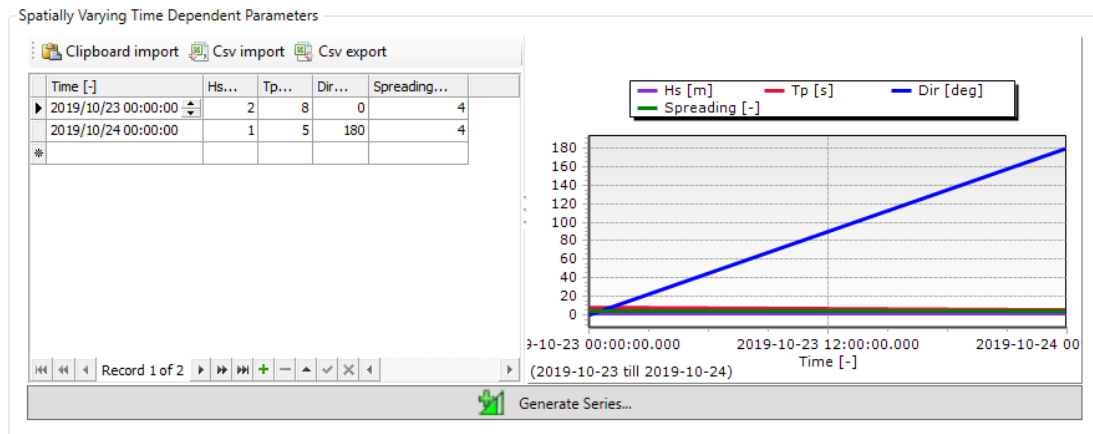 Spatially Varying Time Dependent Parameters
Clipboard import Csv import Csv export
Time [-] Hs... Tp... Dir... Spreading...
2019/10/23 00:00:00 2 8 0 4
2019/10/24 00:00:00 1 5 180 4
Record 1 of 2
Hs [m] Tp [s] Dir [deg]
Spreading [-]
180
160
140
120
100
80
60
40
20
0
9-10-23 00:00:00.000 2019-10-23 12:00:00.000 2019-10-24 00
Time [-]
(2019-10-23 till 2019-10-24)
Generate Series...